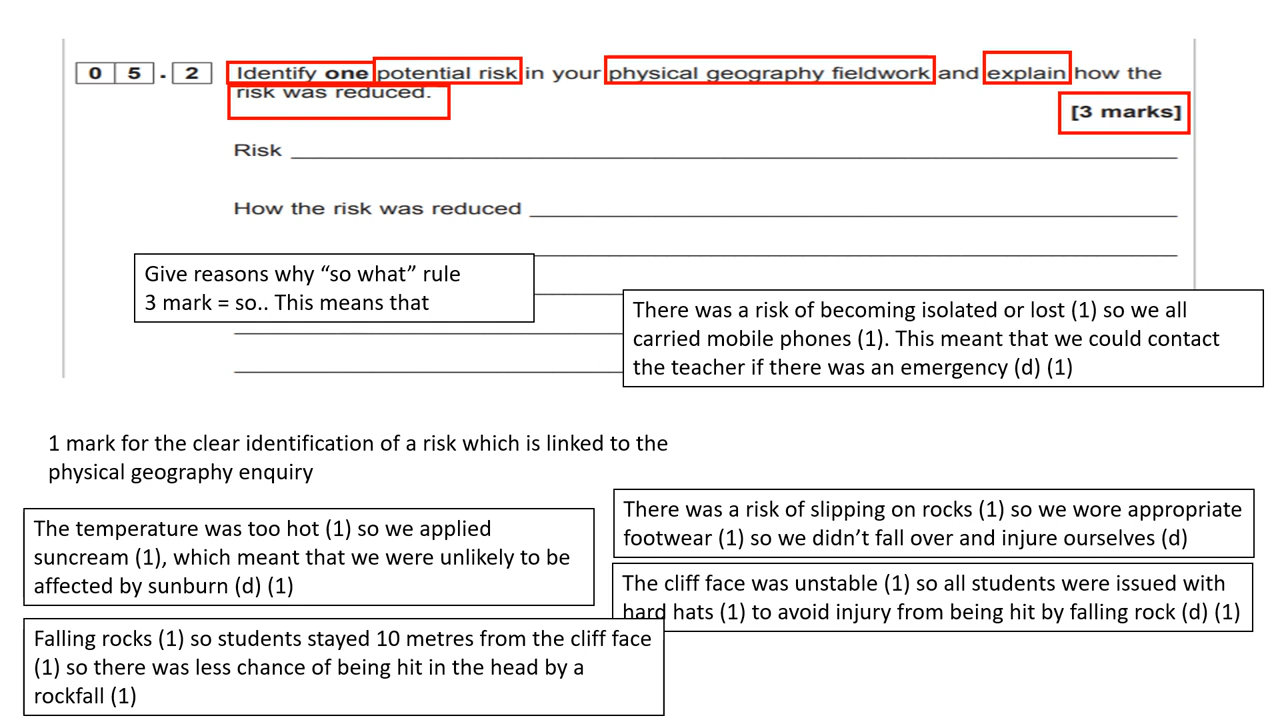 0 5 . 2 Identify one potential risk in your physical geography fieldwork and explain how the
risk was reduced.
[3 marks]
Risk
How the risk was reduced
Give reasons why “so what” rule
3 mark = so.. This means that
There was a risk of becoming isolated or lost (1) so we all
carried mobile phones (1). This meant that we could contact
the teacher if there was an emergency (d) (1)
1 mark for the clear identification of a risk which is linked to the
physical geography enquiry
The temperature was too hot (1) so we applied
suncream (1), which meant that we were unlikely to be
affected by sunburn (d) (1)
There was a risk of slipping on rocks (1) so we wore appropriate
footwear (1) so we didn’t fall over and injure ourselves (d)
The cliff face was unstable (1) so all students were issued with
hard hats (1) to avoid injury from being hit by falling rock (d) (1)
Falling rocks (1) so students stayed 10 metres from the cliff face
(1) so there was less chance of being hit in the head by a
rockfall (1)